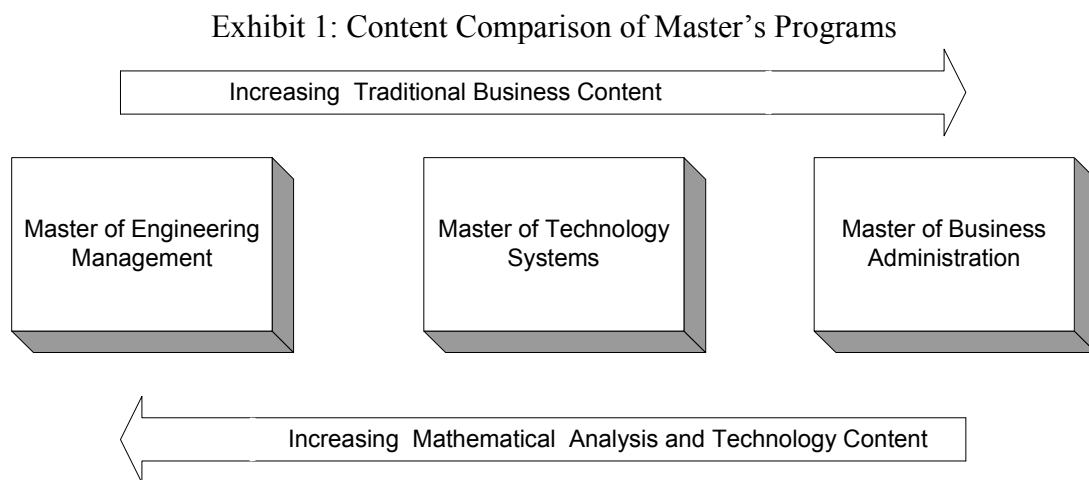 Exhibit 1: Content Comparison of Master’s Programs
Increasing Traditional Business Content
Master of Engineering
Management
Master of Technology
Systems
Master of Business
Administration
Increasing Mathematical Analysis and Technology Content